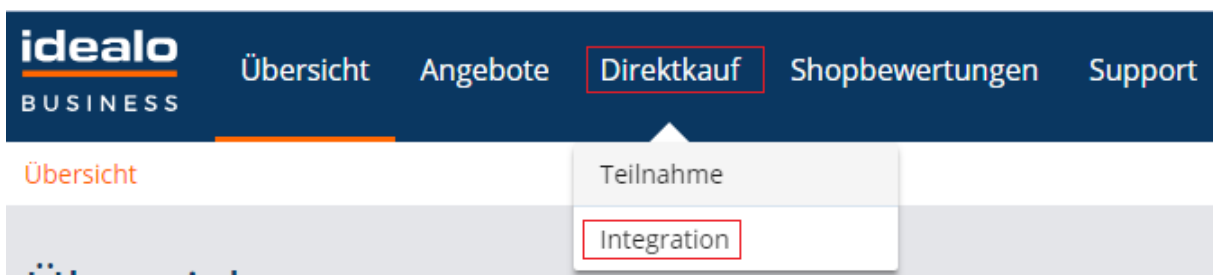 idealo
BUSINESS
Übersicht Angebote Direktkauf Shopbewertungen Support
Übersicht
Teilnahme
Integration